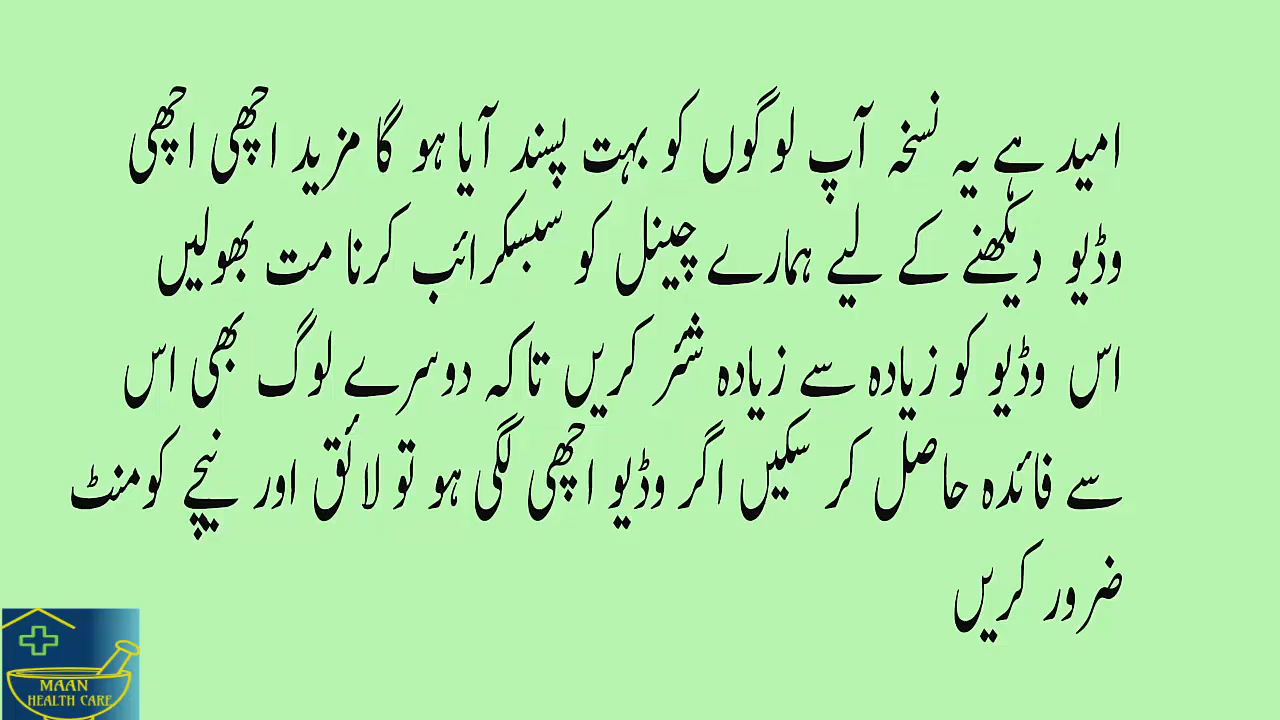 امید ہے یہ نسخہ آپ لوگوں کو بہت پسند آیا ہو گا مزید اچھی اچھی
وڈیو دیکھنے کے لیے ہمارے چینل کو سبسکرائب کرنا مت بھولیں
اس وڈیو کو زیادہ سے زیادہ شئر کریں تاکہ دوسرے لوگ بھی اس
سے فائدہ حاصل کر سکیں اگر وڈیو اچھی لگی ہو تو لائق اور نیچے کومنٹ
ضرور کریں
MAAN
HEALTH CARE